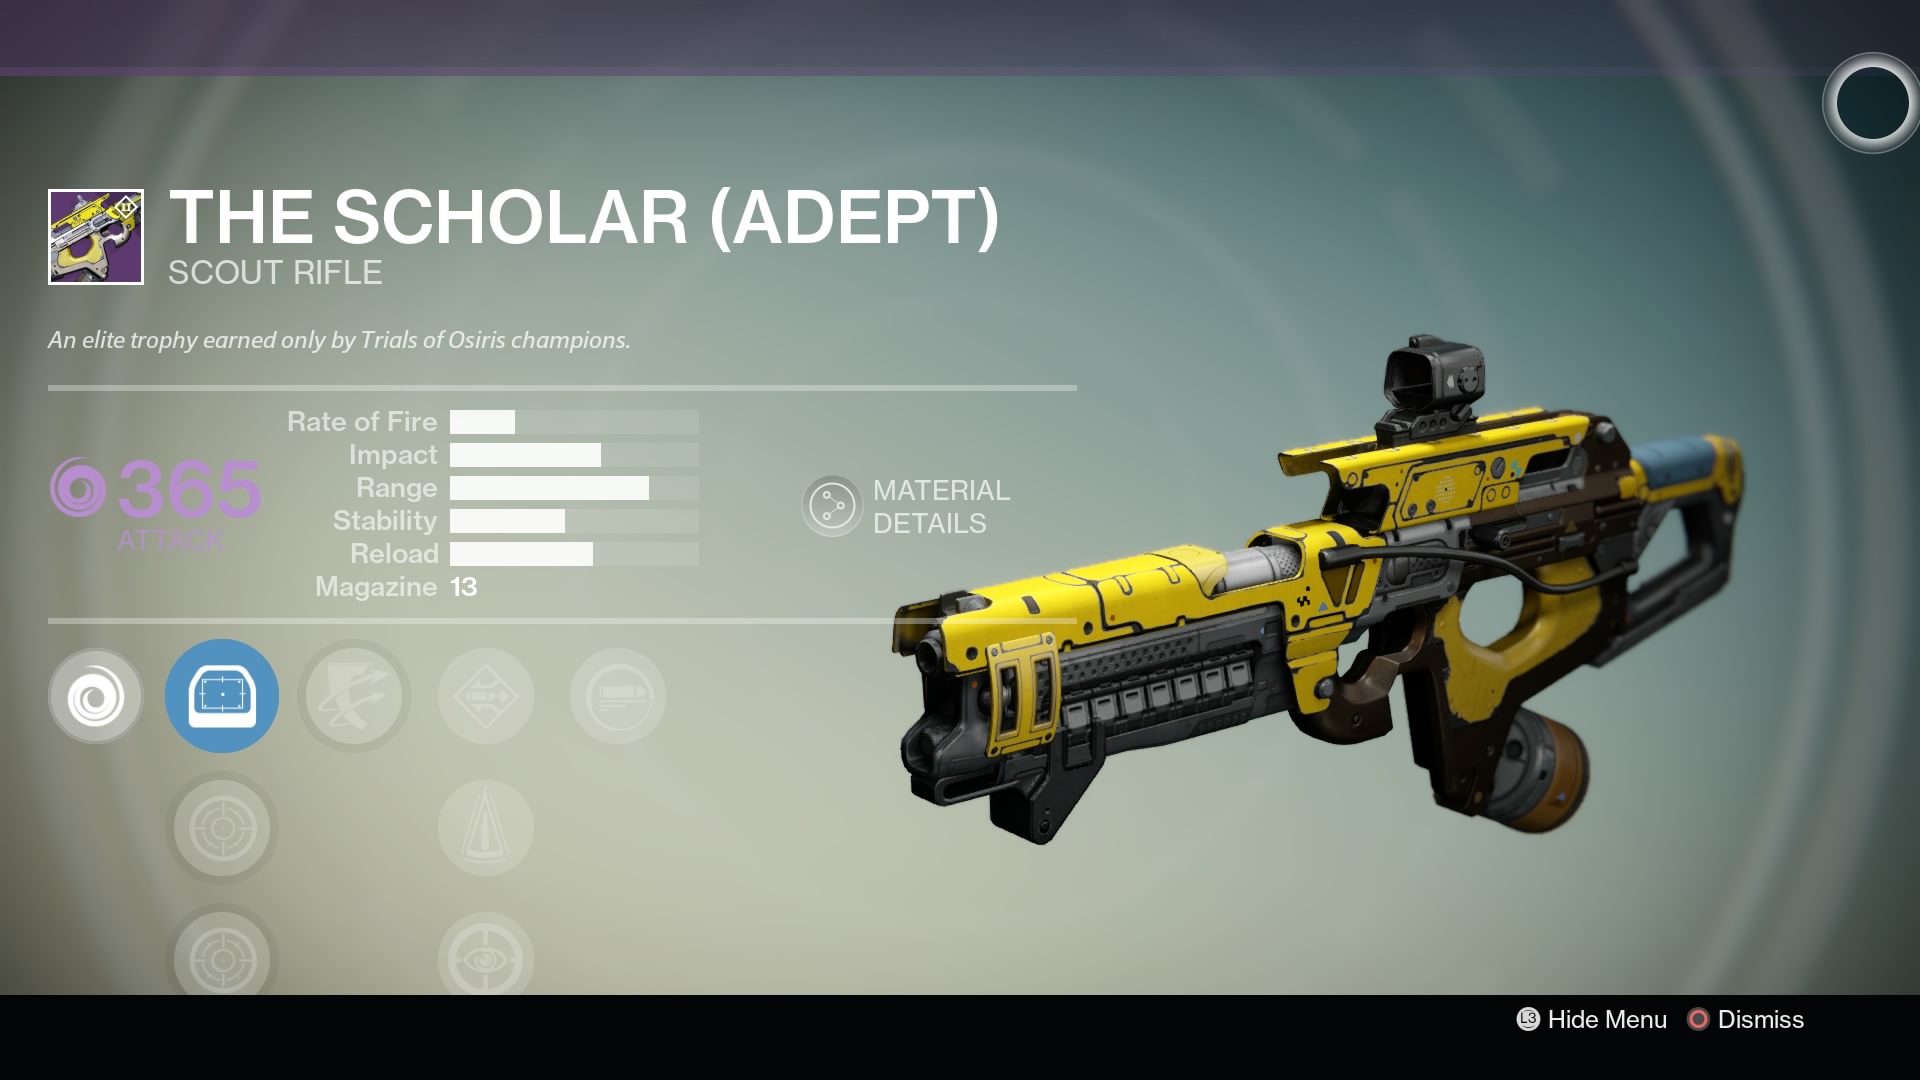 THE SCHOLAR (ADEPT)
SCOUT RIFLE
An elite trophy earned only by Trials of Osiris champions.
365
ATTACK
Rate of Fire
Impact
Range
Stability
Reload
Magazine 13
MATERIAL
DETAILS
L3 Hide Menu
Dismiss